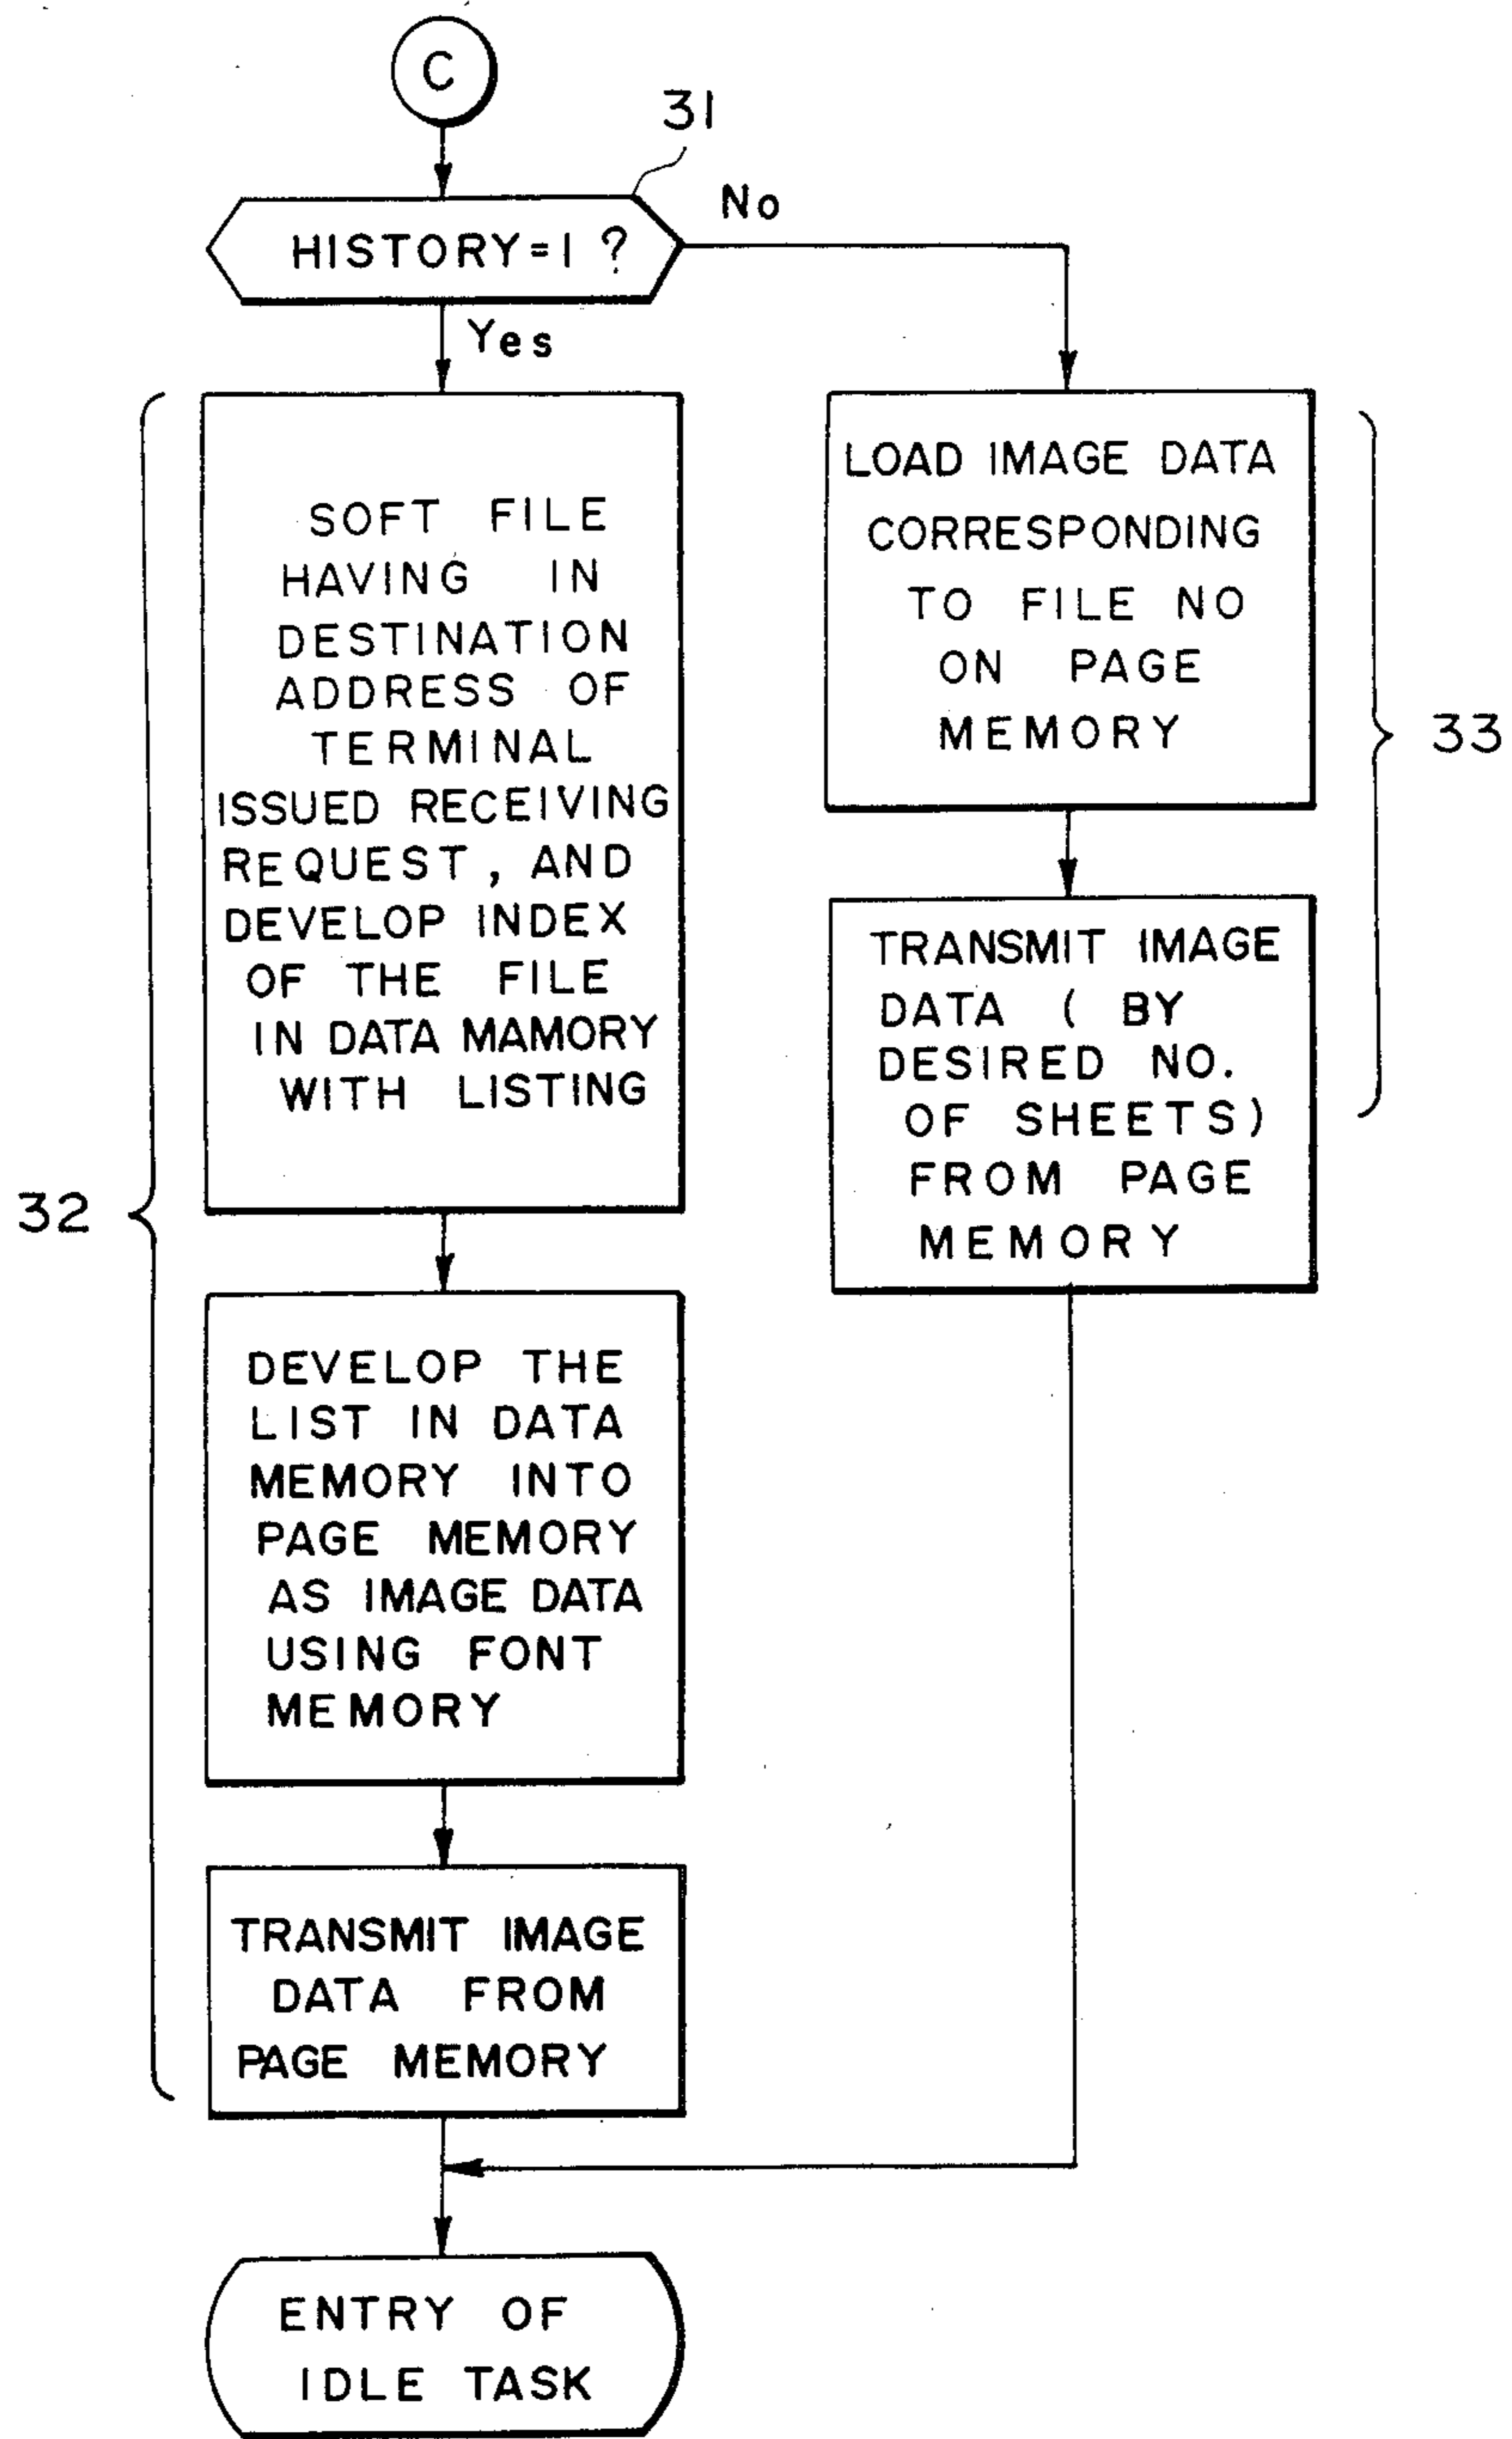 C
31
HISTORY=1 ?
No
Yes
SOFT FILE
HAVING IN
DESTINATION
ADDRESS OF
TERMINAL
ISSUED RECEIVING
REQUEST, AND
DEVELOP INDEX
OF THE FILE
IN DATA MAMORY
WITH LISTING
32
DEVELOP THE
LIST IN DATA
MEMORY INTO
PAGE MEMORY
AS IMAGE DATA
USING FONT
MEMORY
TRANSMIT IMAGE
DATA FROM
PAGE MEMORY
LOAD IMAGE DATA
CORRESPONDING
TO FILE NO
ON PAGE
MEMORY
33
TRANSMIT IMAGE
DATA ( BY
DESIRED NO.
OF SHEETS)
FROM PAGE
MEMORY
ENTRY OF
IDLE TASK